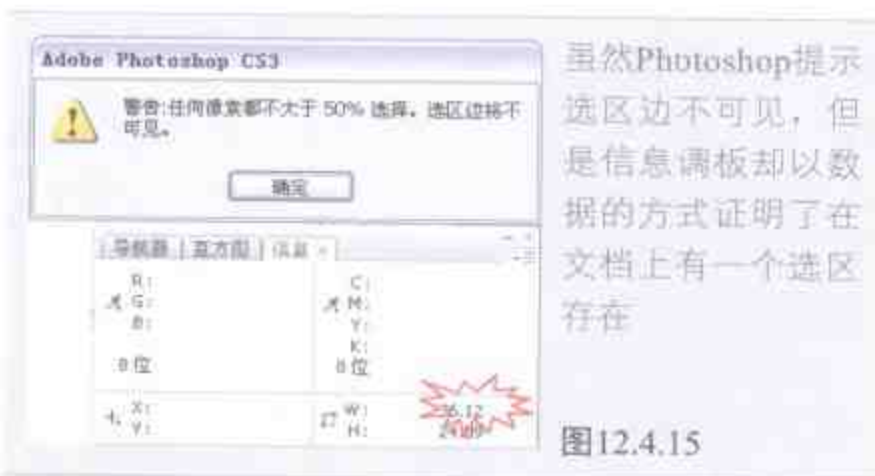 Adobe Photoshop CS3
警告:任何像素都不大于 50% 选择。选区边将不
可见。
确定
导航器 | 直方图 | 信息 ×
R:
G:
B:
8 位
C:
M:
Y:
K:
8 位
X:
Y:
W: 36.12
H:
虽然Photoshop提示
选区边不可见，但
是信息调板却以数
据的方式证明了在
文档上有一个选区
存在
图12.4.15